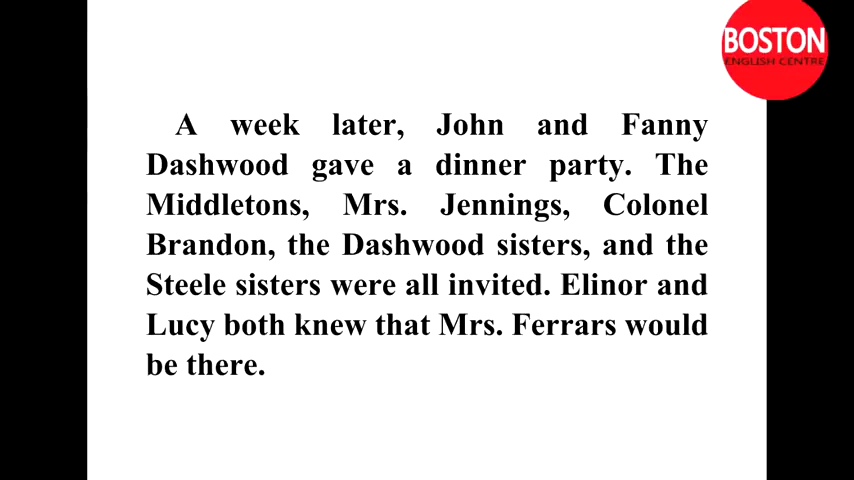 BOSTON
ENGLISH CENTRE
A week later, John and Fanny
Dashwood gave a dinner party. The
Middletons, Mrs. Jennings, Colonel
Brandon, the Dashwood sisters, and the
Steele sisters were all invited. Elinor and
Lucy both knew that Mrs. Ferrars would
be there.